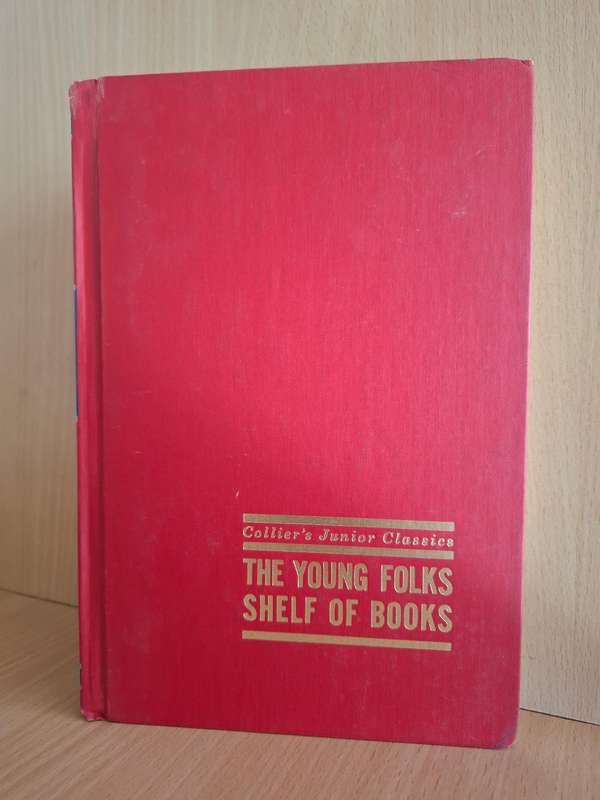 Collier's Junior Classics
THE YOUNG FOLKS
SHELF OF BOOKS